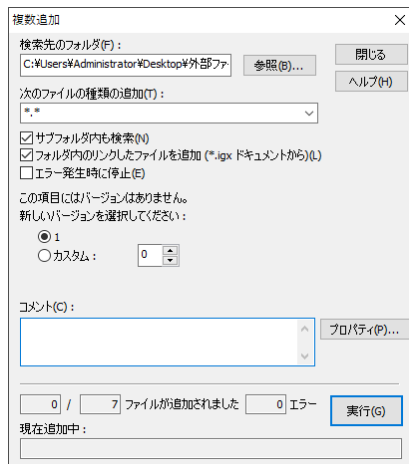 複数追加
検索先のフォルダ(F)：
C:¥Users¥Administrator¥Desktop¥外部ファ
参照(B)...
閉じる
ヘルプ(H)
次のファイルの種類の追加(T)：
*.*
サブフォルダ内も検索(N)
フォルダ内のリンクしたファイルを追加 (*.igx ドキュメントから)(L)
エラー発生時に停止(E)
この項目にはバージョンはありません。
新しいバージョンを選択してください：
1
カスタム： 0
コメント(C)：
プロパティ(P)...
0 / 7 ファイルが追加されました 0 エラー
実行(G)
現在追加中：